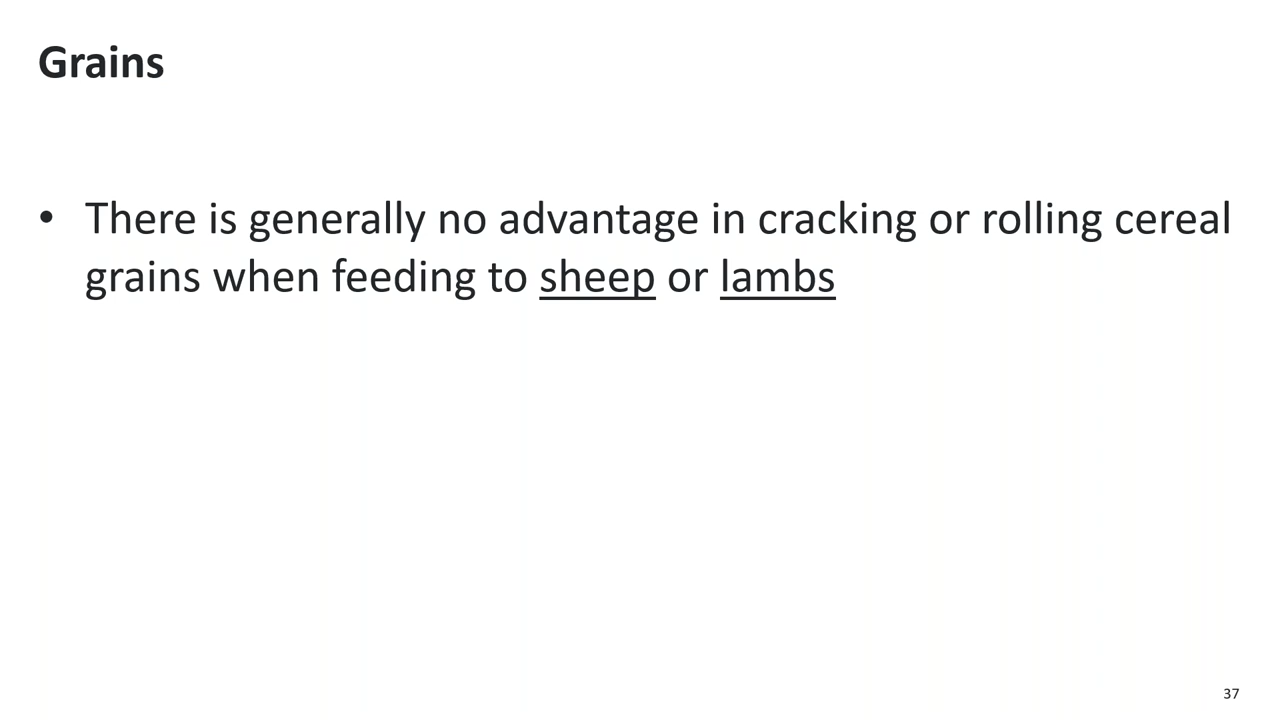 Grains
• There is generally no advantage in cracking or rolling cereal
grains when feeding to sheep or lambs
37